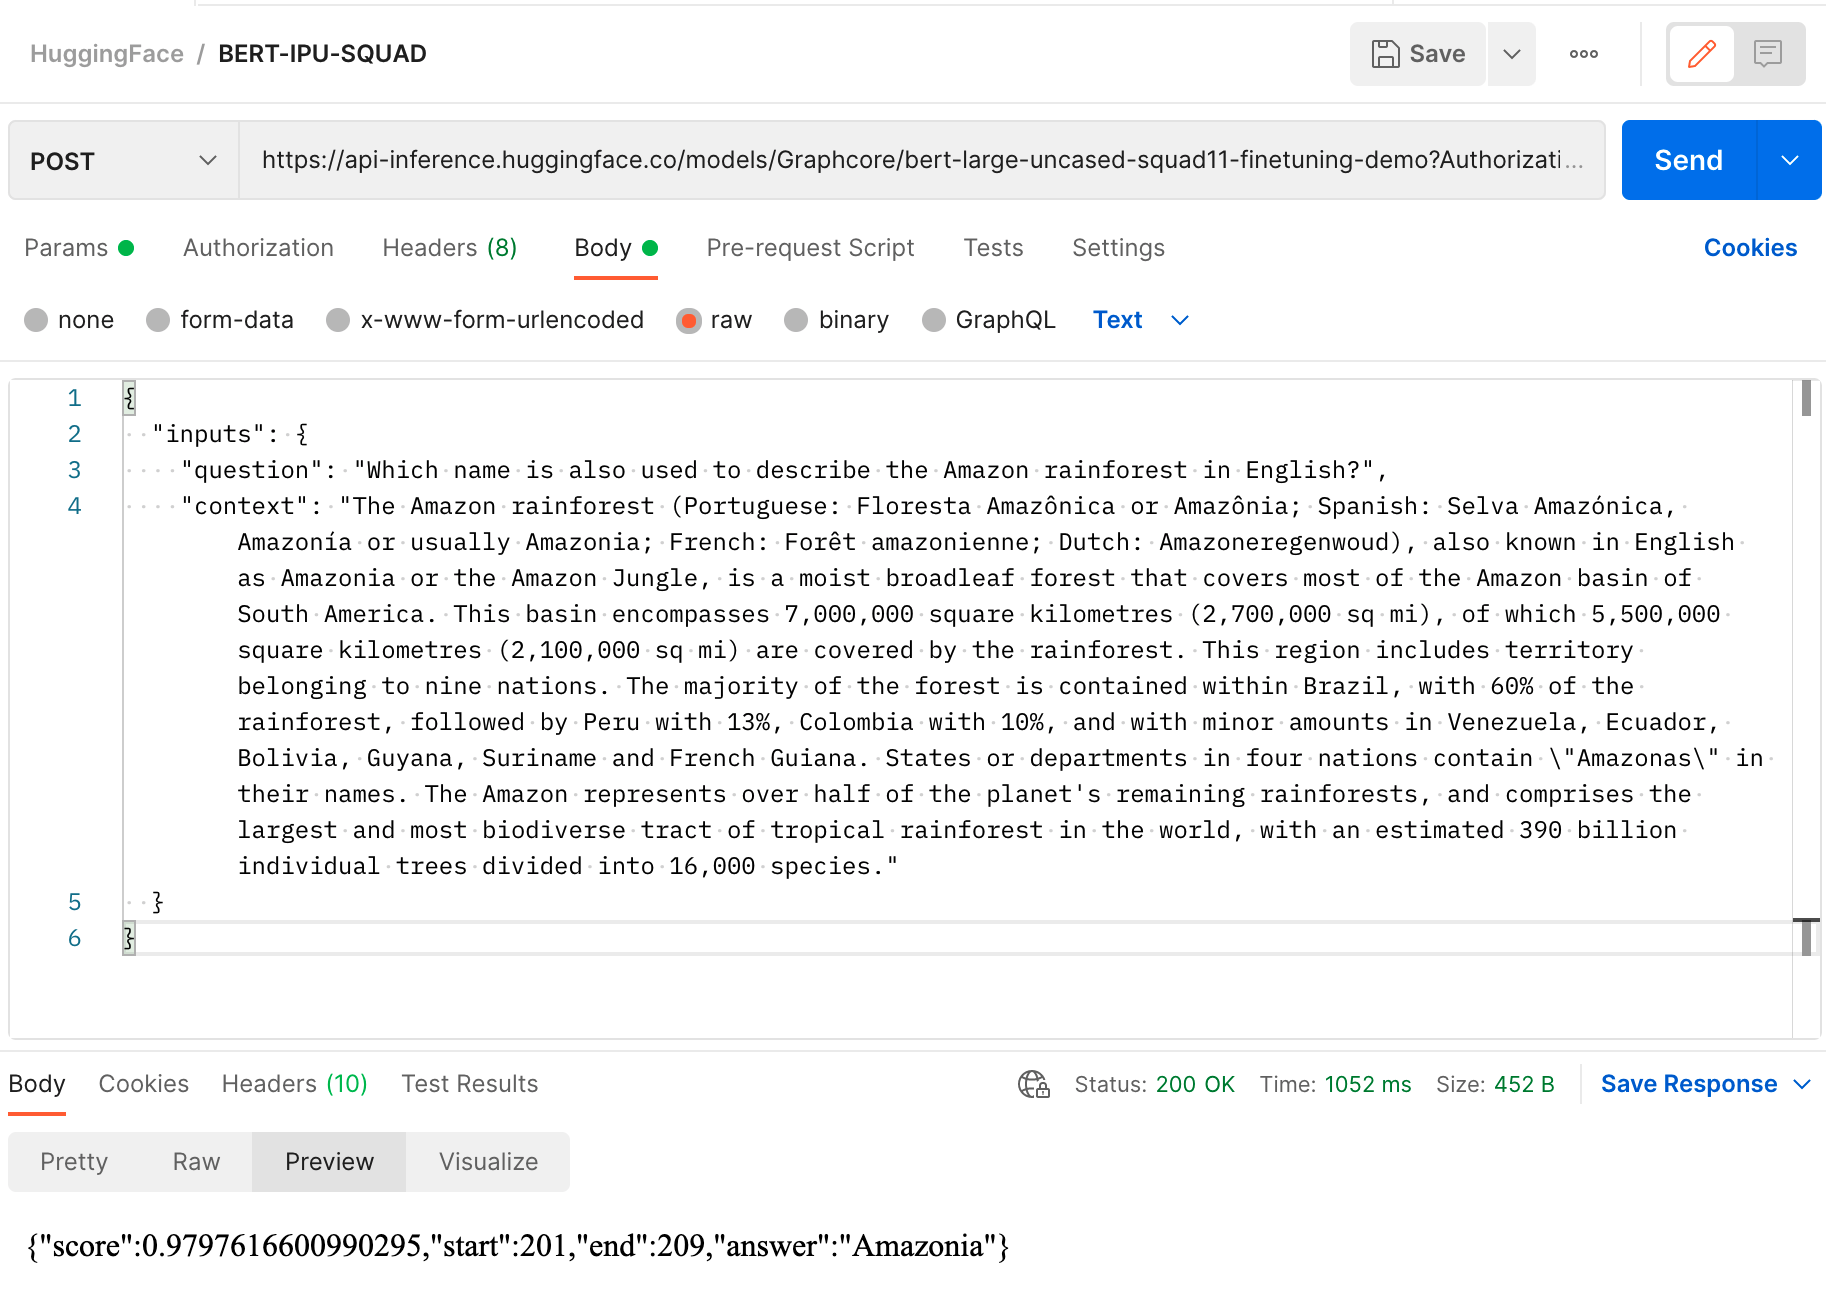 HuggingFace / BERT-IPU-SQUAD
Save
POST
https://api-inference.huggingface.co/models/Graphcore/bert-large-uncased-squad11-finetuning-demo?Authorizati...
Send
Params Authorization Headers (8) Body Pre-request Script Tests Settings Cookies
none form-data x-www-form-urlencoded raw binary GraphQL Text
1 {
2 "inputs": {
3 "question": "Which name is also used to describe the Amazon rainforest in English?",
4 "context": "The Amazon rainforest (Portuguese: Floresta Amazônica or Amazônia; Spanish: Selva Amazónica,
Amazonía or usually Amazonia; French: Forêt amazonienne; Dutch: Amazoneregenwoud), also known in English
as Amazonia or the Amazon Jungle, is a moist broadleaf forest that covers most of the Amazon basin of
South America. This basin encompasses 7,000,000 square kilometres (2,700,000 sq mi), of which 5,500,000
square kilometres (2,100,000 sq mi) are covered by the rainforest. This region includes territory
belonging to nine nations. The majority of the forest is contained within Brazil, with 60% of the
rainforest, followed by Peru with 13%, Colombia with 10%, and with minor amounts in Venezuela, Ecuador,
Bolivia, Guyana, Suriname and French Guiana. States or departments in four nations contain \"Amazonas\" in
their names. The Amazon represents over half of the planet's remaining rainforests, and comprises the
largest and most biodiverse tract of tropical rainforest in the world, with an estimated 390 billion
individual trees divided into 16,000 species."
5 }
6 }
Body Cookies Headers (10) Test Results Status: 200 OK Time: 1052 ms Size: 452 B Save Response
Pretty Raw Preview Visualize
{"score":0.9797616600990295,"start":201,"end":209,"answer":"Amazonia"}